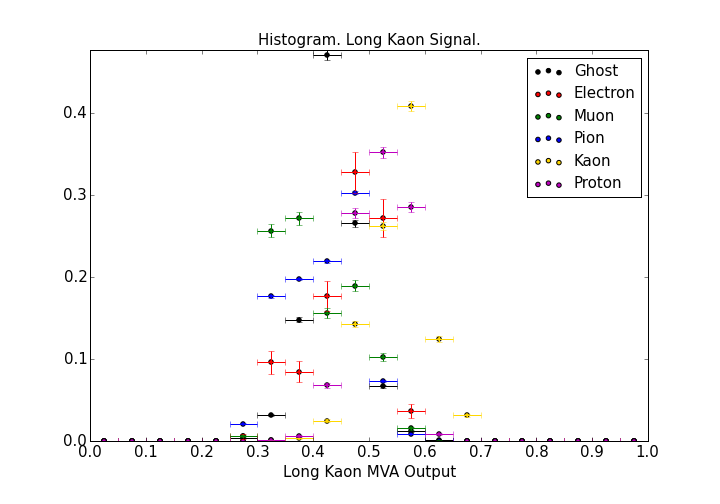 Histogram. Long Kaon Signal.
Ghost
Electron
Muon
Pion
Kaon
Proton
0.4
0.3
0.2
0.1
0.0
0.0 0.1 0.2 0.3 0.4 0.5 0.6 0.7 0.8 0.9 1.0
Long Kaon MVA Output